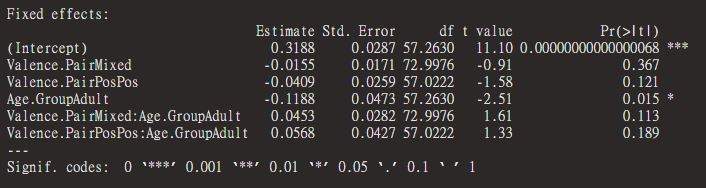 Fixed effects:
Estimate Std. Error df t value Pr(>|t|)
(Intercept) 0.3188 0.0287 57.2630 11.10 0.0000000000000068 ***
Valence.PairMixed -0.0155 0.0171 72.9976 -0.91 0.367
Valence.PairPosPos -0.0409 0.0259 57.0222 -1.58 0.121
Age.GroupAdult -0.1188 0.0473 57.2630 -2.51 0.015 *
Valence.PairMixed:Age.GroupAdult 0.0453 0.0282 72.9976 1.61 0.113
Valence.PairPosPos:Age.GroupAdult 0.0568 0.0427 57.0222 1.33 0.189
---
Signif. codes: 0 ‘***’ 0.001 ‘**’ 0.01 ‘*’ 0.05 ‘.’ 0.1 ‘ ’ 1